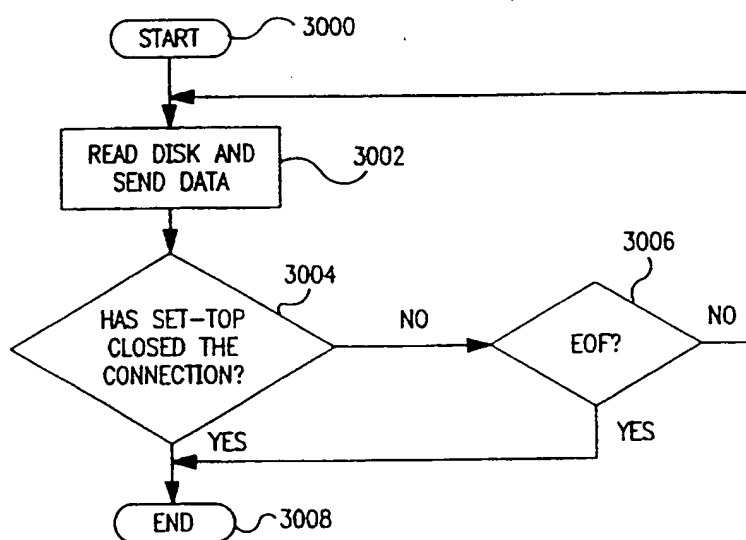 START
3000
READ DISK AND
SEND DATA
3002
HAS SET-TOP
CLOSED THE
CONNECTION?
3004
NO
EOF?
3006
NO
YES
YES
END
3008